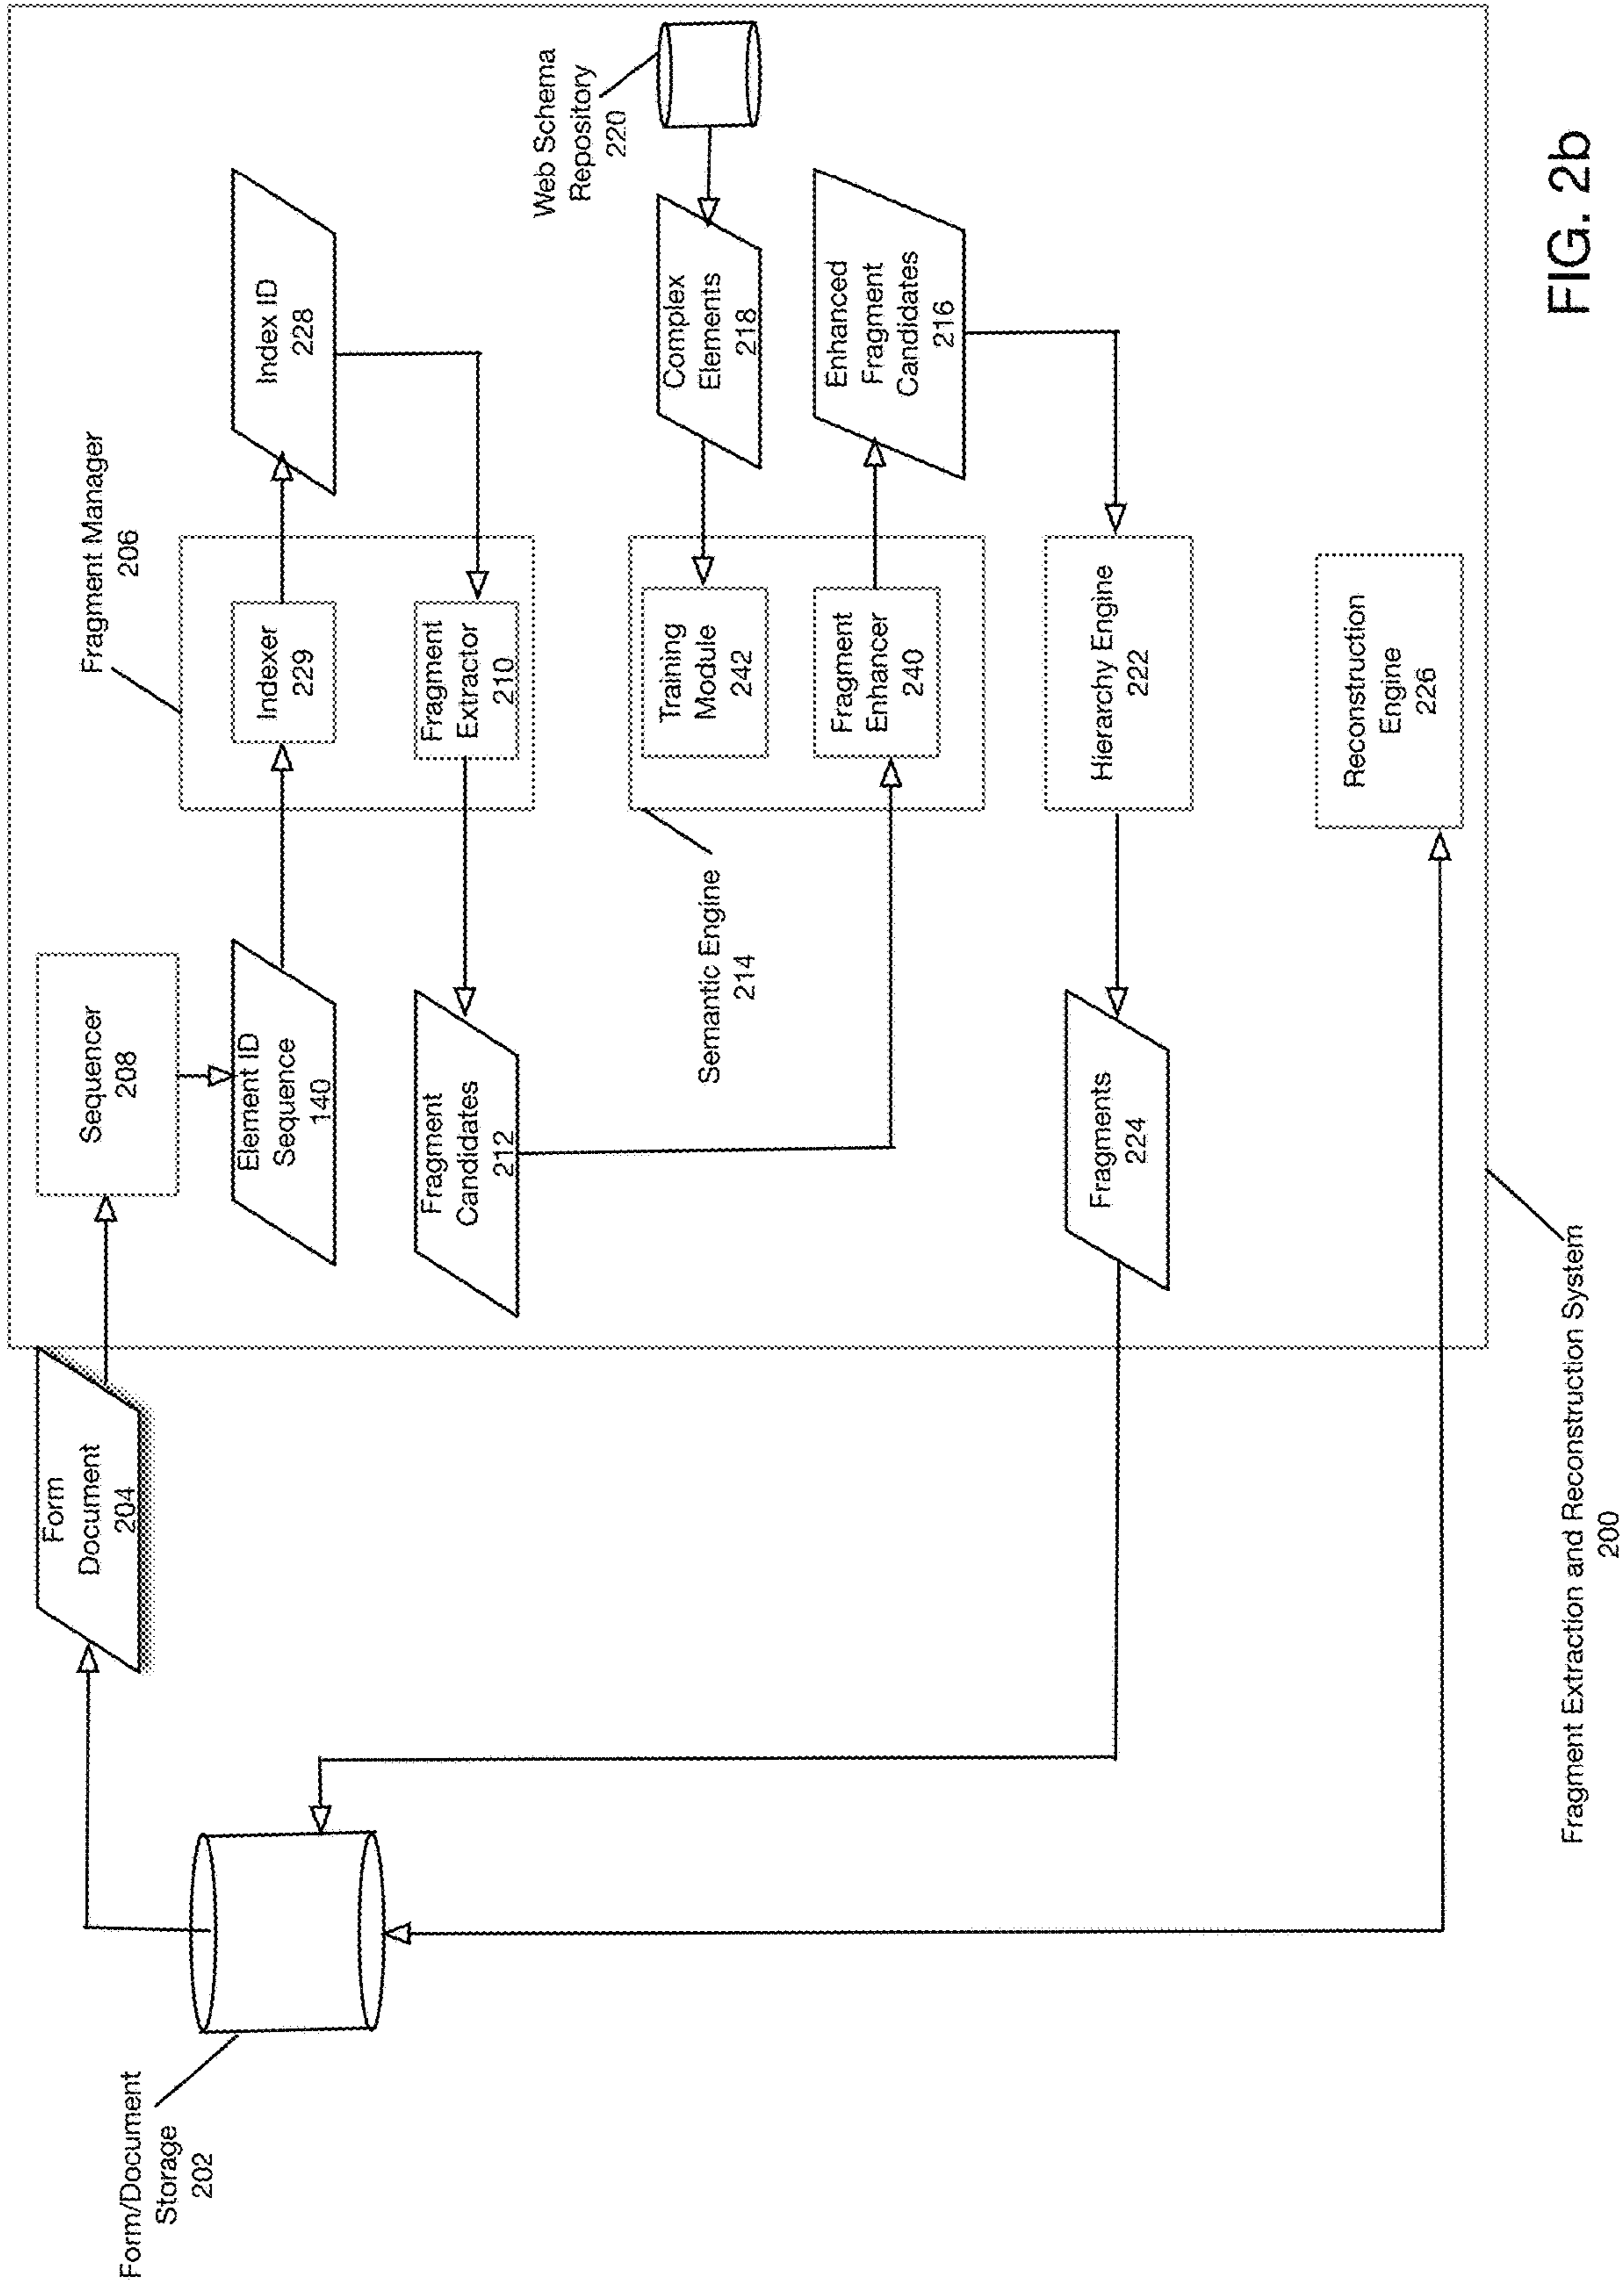 Form/Document
Storage
202
Form
Document
204
Sequencer
208
Element ID
Sequence
140
Fragment Manager
206
Indexer
229
Index ID
228
Fragment
Extractor
210
Fragment
Candidates
212
Semantic Engine
214
Training
Module
242
Complex
Elements
218
Web Schema
Repository
220
Fragment
Enhancer
240
Enhanced
Fragment
Candidates
216
Hierarchy Engine
222
Fragments
224
Reconstruction
Engine
226
Fragment Extraction and Reconstruction System
200
FIG. 2b